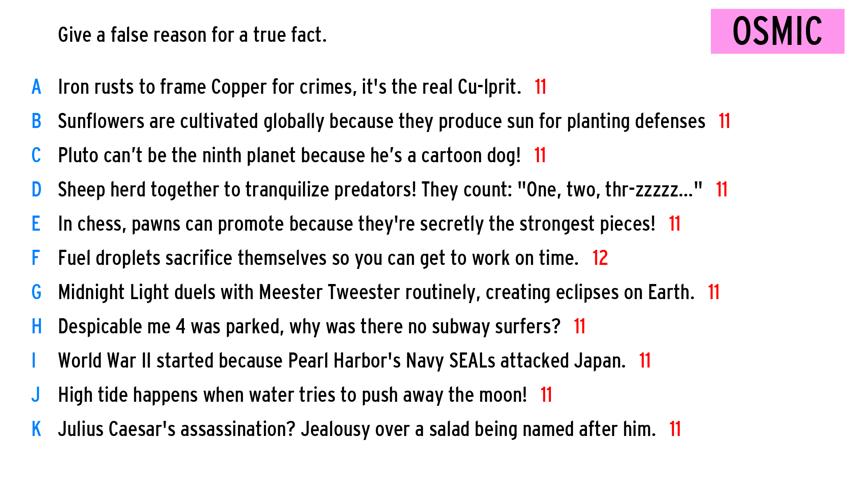 Give a false reason for a true fact.
OSMIC
A Iron rusts to frame Copper for crimes, it's the real Cu-lprit. 11
B Sunflowers are cultivated globally because they produce sun for planting defenses 11
C Pluto can’t be the ninth planet because he’s a cartoon dog! 11
D Sheep herd together to tranquilize predators! They count: "One, two, thr-zzzzz..." 11
E In chess, pawns can promote because they're secretly the strongest pieces! 11
F Fuel droplets sacrifice themselves so you can get to work on time. 12
G Midnight Light duels with Meester Tweester routinely, creating eclipses on Earth. 11
H Despicable me 4 was parked, why was there no subway surfers? 11
I World War II started because Pearl Harbor's Navy SEALs attacked Japan. 11
J High tide happens when water tries to push away the moon! 11
K Julius Caesar's assassination? Jealousy over a salad being named after him. 11